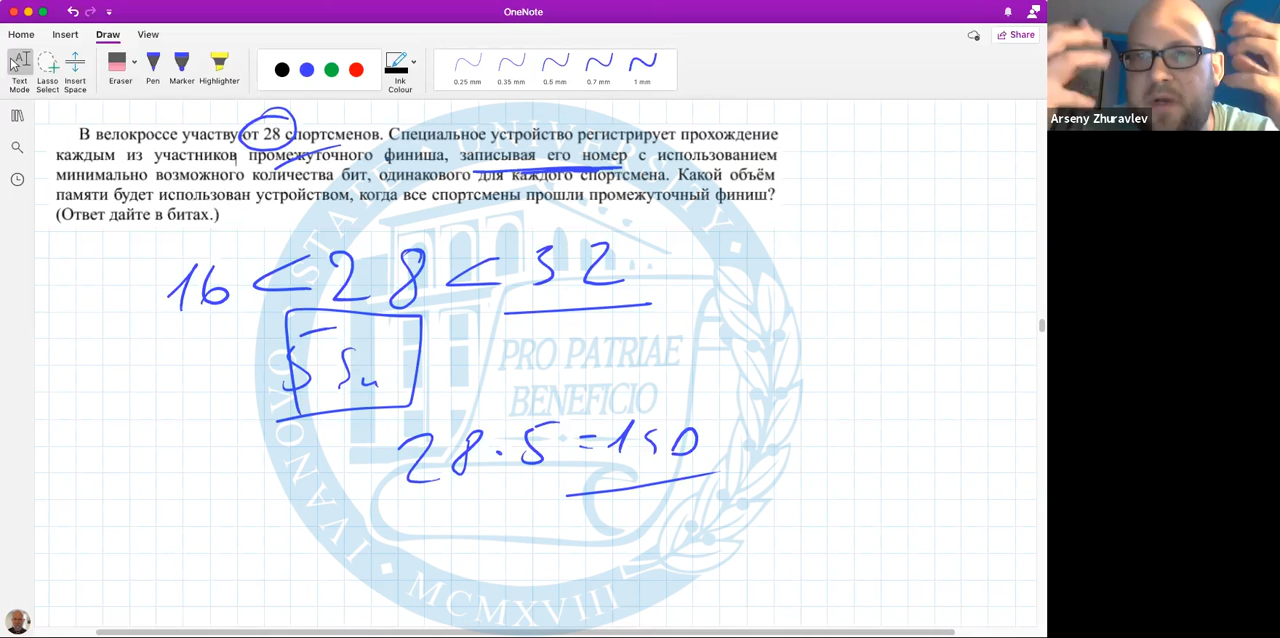 OneNote
Home Insert Draw View
Share
Text Mode
Lasso Select
Insert Space
Eraser
Pen
Marker
Highlighter
Ink Colour
0.25 mm 0.35 mm 0.5 mm 0.7 mm 1 mm
Arseny Zhuravlev
В велокроссе участвуют 28 спортсменов. Специальное устройство регистрирует прохождение
каждым из участников промежуточного финиша, записывая его номер с использованием
минимально возможного количества бит, одинакового для каждого спортсмена. Какой объём
памяти будет использован устройством, когда все спортсмены прошли промежуточный финиш?
(Ответ дайте в битах.)
16 < 28 < 32
5
28 · 5 = 140
STATE UNIVERSITY
IVANOVO
PRO PATRIAE
BENEFICIO
MCMXVIII